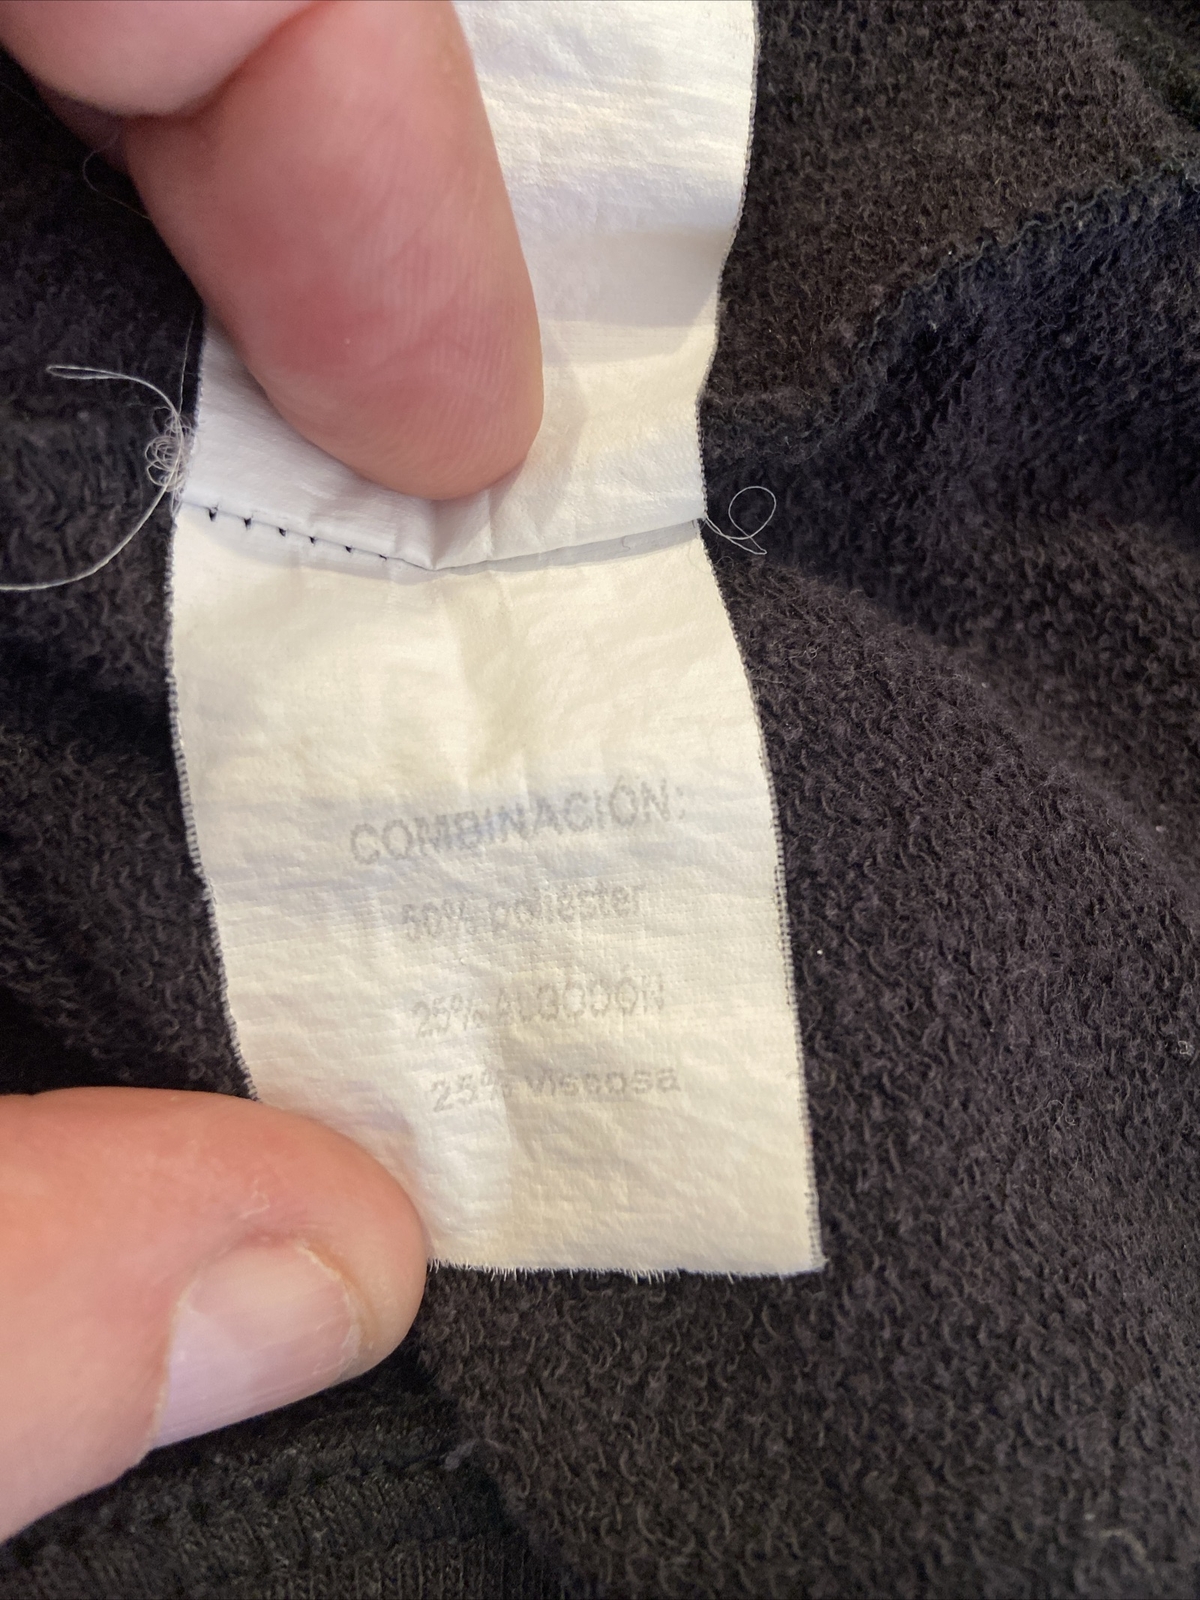 COMBINACIÓN:
50% poliéster
25% ALGODÓN
25% viscosa